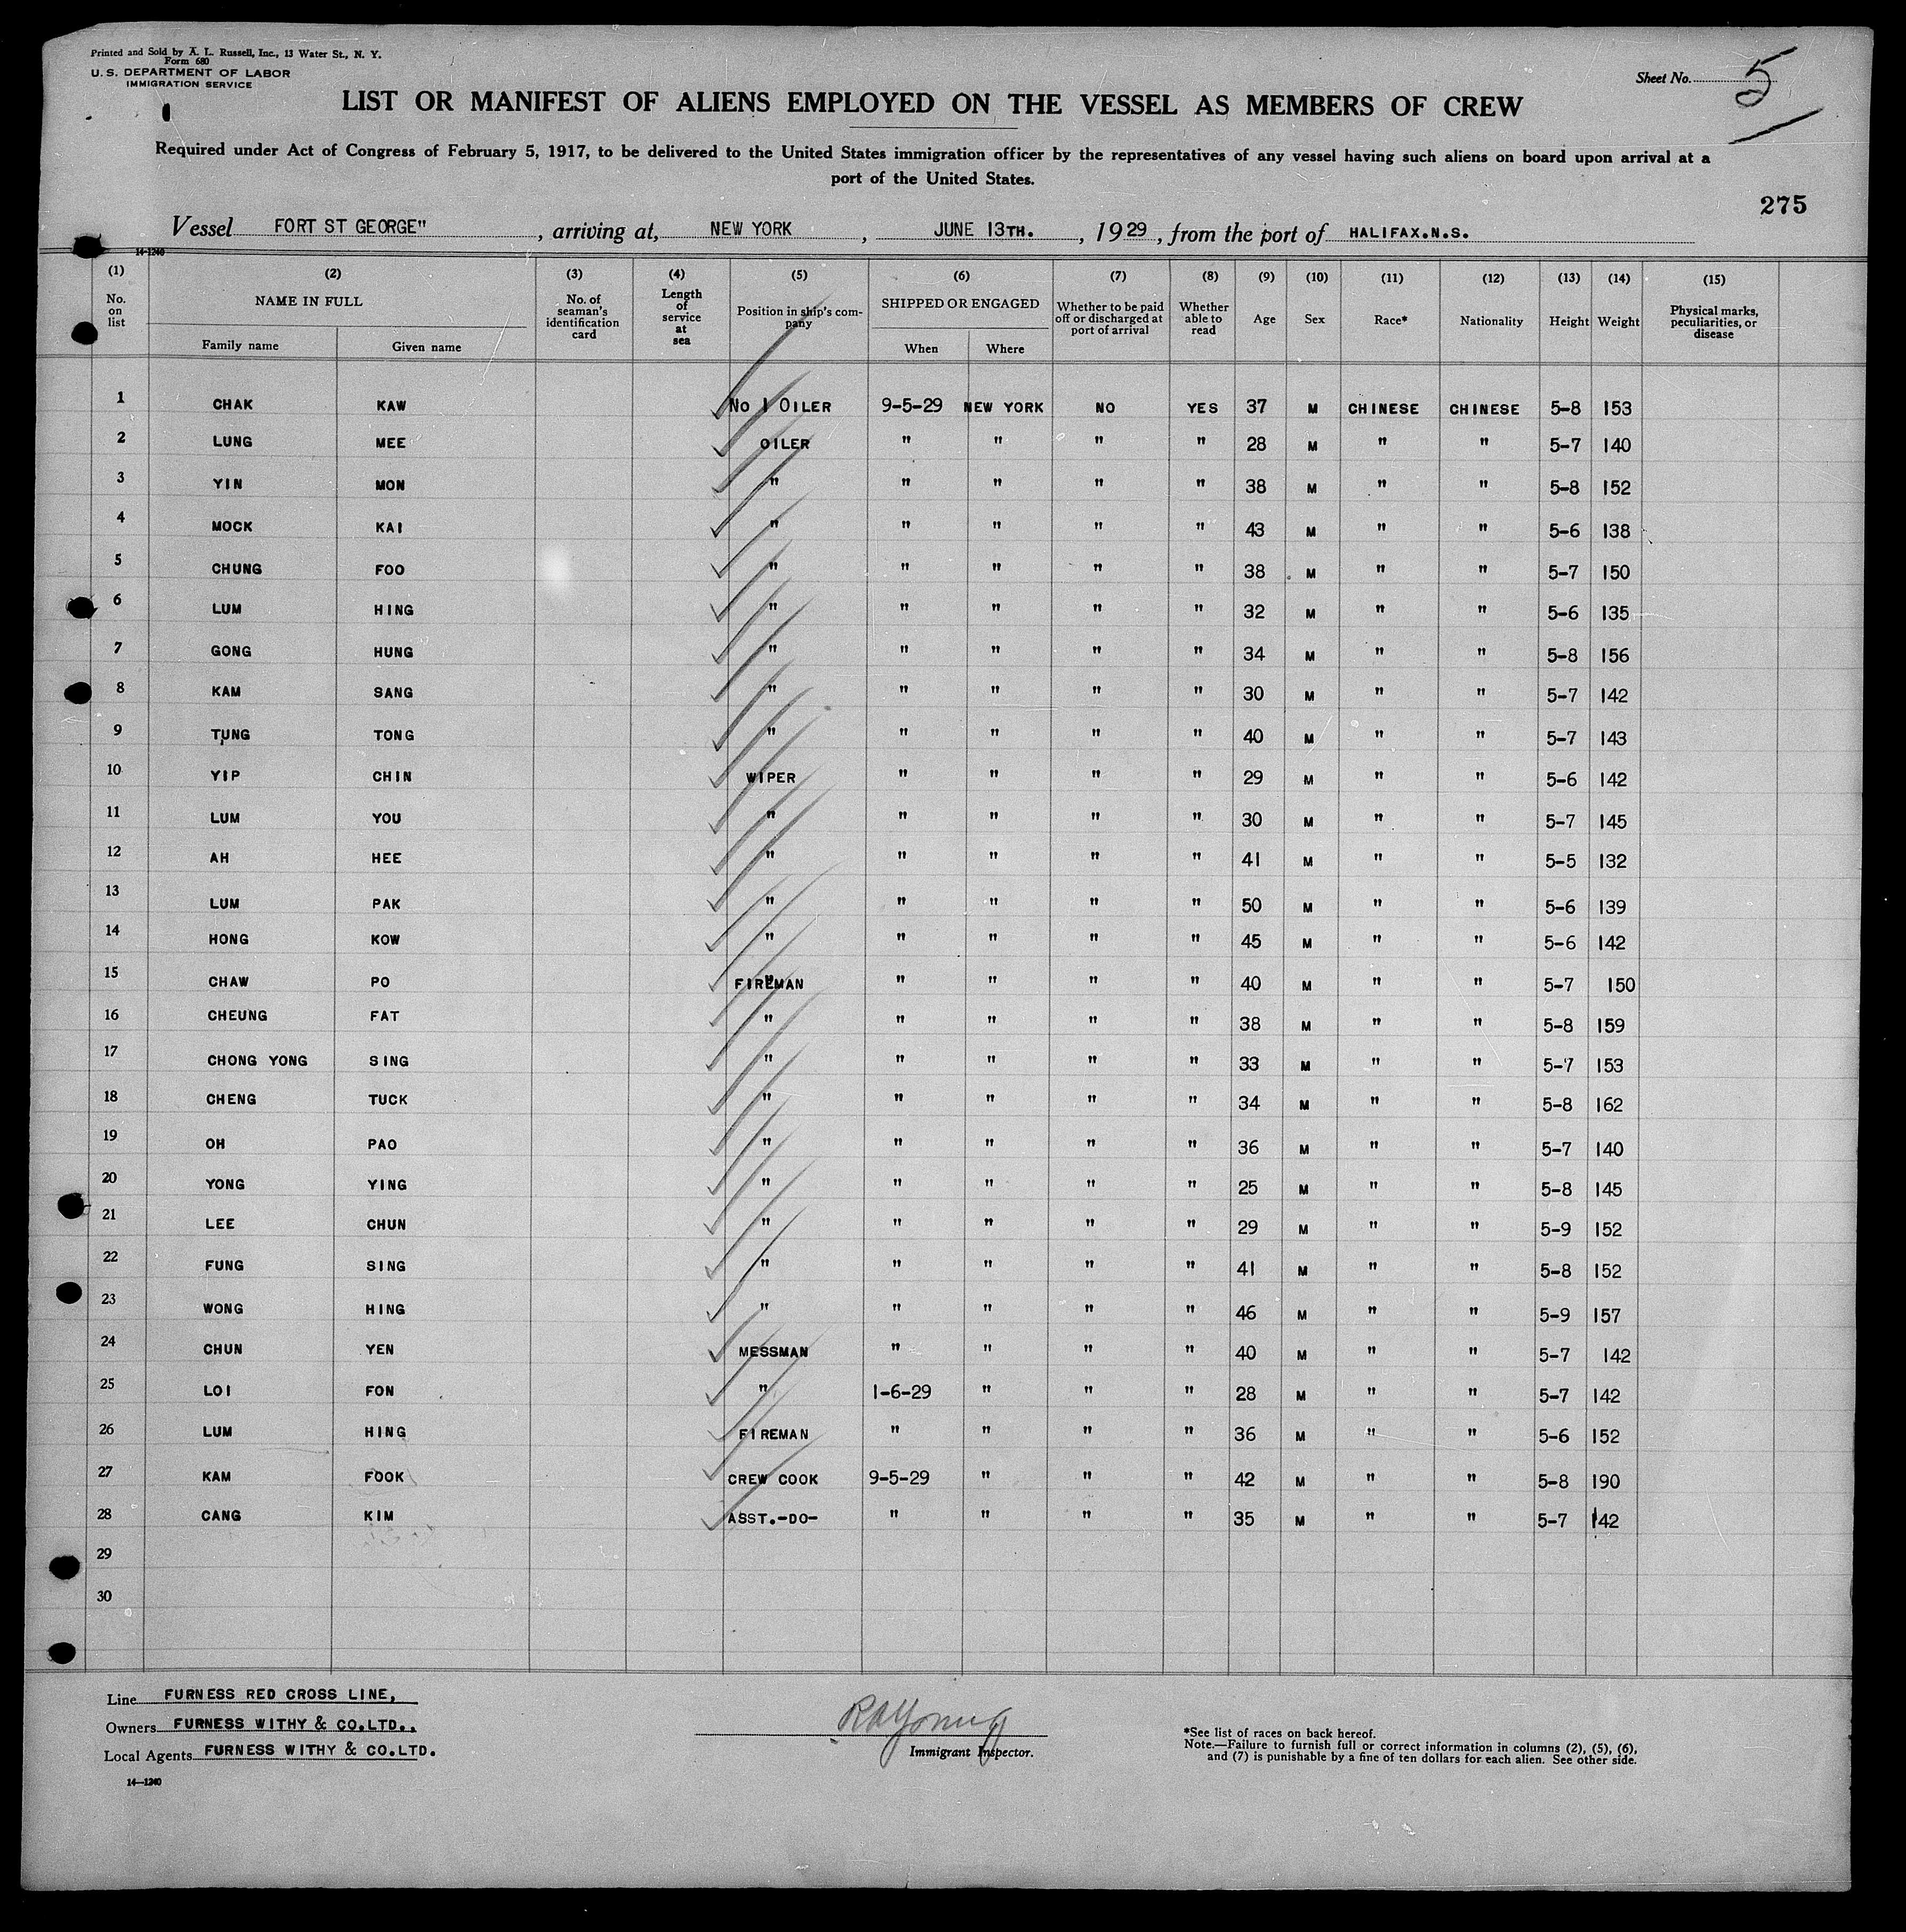 Printed and Sold by A. L. Russell, Inc., 13 Water St., N. Y.
Form 680
U. S. DEPARTMENT OF LABOR
IMMIGRATION SERVICE
Sheet No. 5
LIST OR MANIFEST OF ALIENS EMPLOYED ON THE VESSEL AS MEMBERS OF CREW
Required under Act of Congress of February 5, 1917, to be delivered to the United States immigration officer by the representatives of any vessel having such aliens on board upon arrival at a
port of the United States.
275
Vessel FORT ST GEORGE", arriving at, NEW YORK, JUNE 13TH., 1929, from the port of HALIFAX.N.S.
14-1240
(1) (2) (3) (4) (5) (6) (7) (8) (9) (10) (11) (12) (13) (14) (15)
No. on list NAME IN FULL Family name Given name No. of seaman's identification card Length of service at sea Position in ship's company SHIPPED OR ENGAGED When Where Whether to be paid off or discharged at port of arrival Whether able to read Age Sex Race* Nationality Height Weight Physical marks, peculiarities, or disease
1 CHAK KAW No 1 OILER 9-5-29 NEW YORK NO YES 37 M CHINESE CHINESE 5-8 153
2 LUNG MEE OILER " " " " 28 M " " 5-7 140
3 YIN MON " " " " " 38 M " " 5-8 152
4 MOCK KAI " " " " " 43 M " " 5-6 138
5 CHUNG FOO " " " " " 38 M " " 5-7 150
6 LUM HING " " " " " 32 M " " 5-6 135
7 GONG HUNG " " " " " 34 M " " 5-8 156
8 KAM SANG " " " " " 30 M " " 5-7 142
9 TUNG TONG " " " " " 40 M " " 5-7 143
10 YIP CHIN WIPER " " " " 29 M " " 5-6 142
11 LUM YOU " " " " " 30 M " " 5-7 145
12 AH HEE " " " " " 41 M " " 5-5 132
13 LUM PAK " " " " " 50 M " " 5-6 139
14 HONG KOW " " " " " 45 M " " 5-6 142
15 CHAW PO FIREMAN " " " " 40 M " " 5-7 150
16 CHEUNG FAT " " " " " 38 M " " 5-8 159
17 CHONG YONG SING " " " " " 33 M " " 5-7 153
18 CHENG TUCK " " " " " 34 M " " 5-8 162
19 OH PAO " " " " " 36 M " " 5-7 140
20 YONG YING " " " " " 25 M " " 5-8 145
21 LEE CHUN " " " " " 29 M " " 5-9 152
22 FUNG SING " " " " " 41 M " " 5-8 152
23 WONG HING " " " " " 46 M " " 5-9 157
24 CHUN YEN MESSMAN " " " " 40 M " " 5-7 142
25 LOI FON " 1-6-29 " " " 28 M " " 5-7 142
26 LUM HING FIREMAN " " " " 36 M " " 5-6 152
27 KAM FOOK CREW COOK 9-5-29 " " " 42 M " " 5-8 190
28 CANG KIM ASST.-DO- " " " " 35 M " " 5-7 142
29
30
Line FURNESS RED CROSS LINE,
Owners FURNESS WITHY & CO.LTD..
Local Agents FURNESS WITHY & CO.LTD.
14-1240
RAYoung
Immigrant Inspector.
*See list of races on back hereof.
Note.—Failure to furnish full or correct information in columns (2), (5), (6),
and (7) is punishable by a fine of ten dollars for each alien. See other side.